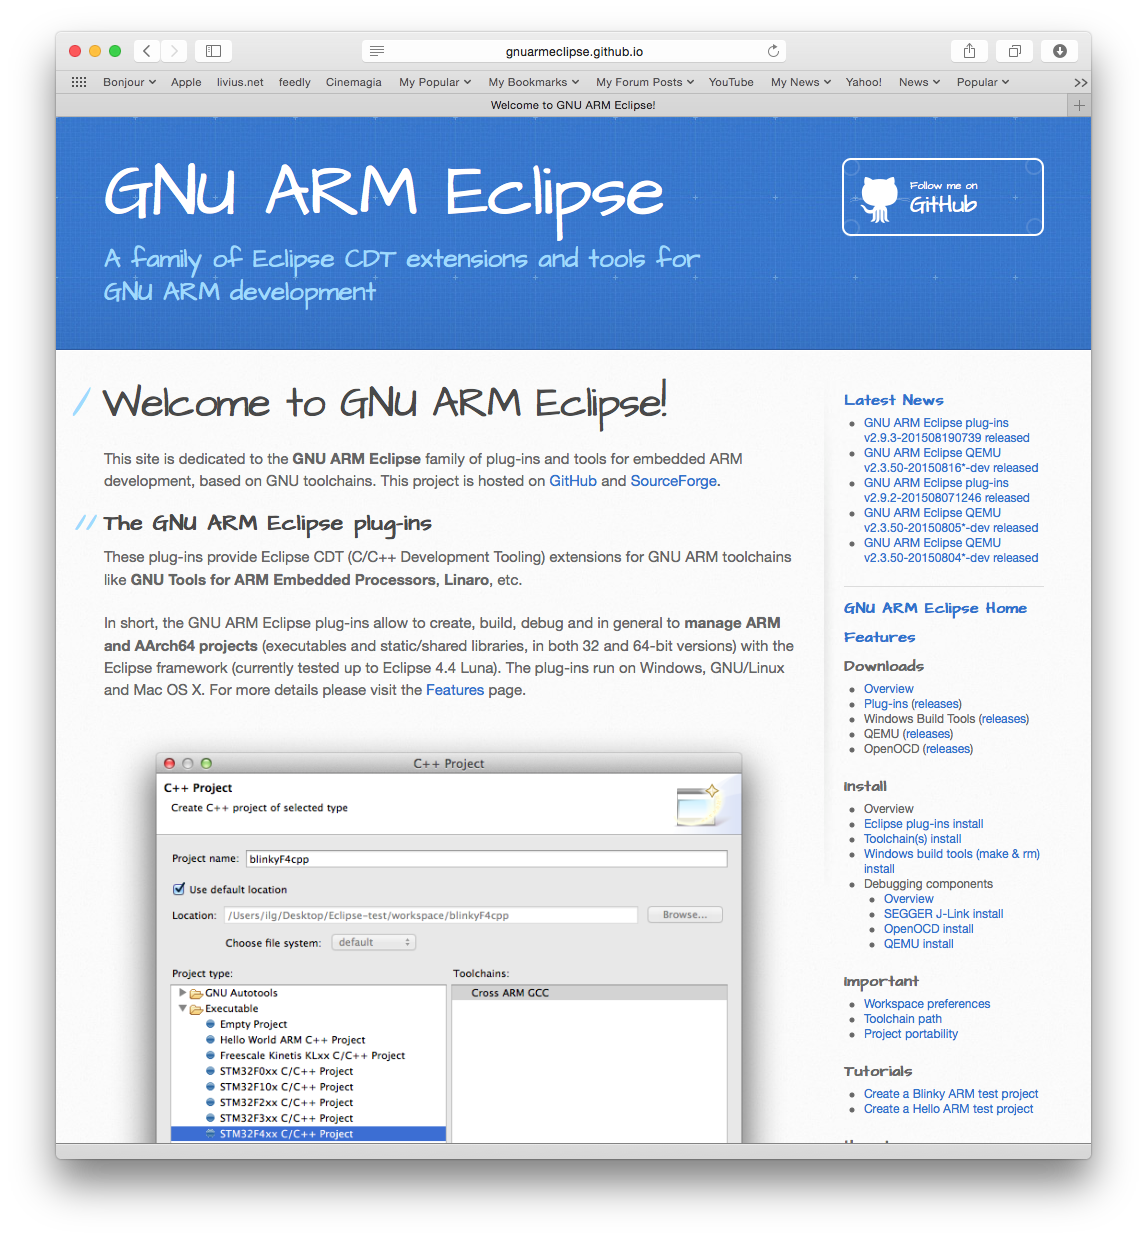 gnuarmeclipse.github.io
Bonjour Apple livius.net feedly Cinemagia My Popular My Bookmarks My Forum Posts YouTube My News Yahoo! News Popular
Welcome to GNU ARM Eclipse!
GNU ARM Eclipse
A family of Eclipse CDT extensions and tools for
GNU ARM development
Follow me on
GitHub
Welcome to GNU ARM Eclipse!
This site is dedicated to the GNU ARM Eclipse family of plug-ins and tools for embedded ARM
development, based on GNU toolchains. This project is hosted on GitHub and SourceForge.
The GNU ARM Eclipse plug-ins
These plug-ins provide Eclipse CDT (C/C++ Development Tooling) extensions for GNU ARM toolchains
like GNU Tools for ARM Embedded Processors, Linaro, etc.
In short, the GNU ARM Eclipse plug-ins allow to create, build, debug and in general to manage ARM
and AArch64 projects (executables and static/shared libraries, in both 32 and 64-bit versions) with the
Eclipse framework (currently tested up to Eclipse 4.4 Luna). The plug-ins run on Windows, GNU/Linux
and Mac OS X. For more details please visit the Features page.
C++ Project
C++ Project
Create C++ project of selected type
Project name: blinkyF4cpp
Use default location
Location: /Users/ilg/Desktop/Eclipse-test/workspace/blinkyF4cpp Browse...
Choose file system: default
Project type: Toolchains:
GNU Autotools Cross ARM GCC
Executable
Empty Project
Hello World ARM C++ Project
Freescale Kinetis KLxx C/C++ Project
STM32F0xx C/C++ Project
STM32F10x C/C++ Project
STM32F2xx C/C++ Project
STM32F3xx C/C++ Project
STM32F4xx C/C++ Project
Latest News
GNU ARM Eclipse plug-ins
v2.9.3-201508190739 released
GNU ARM Eclipse QEMU
v2.3.50-20150816*-dev released
GNU ARM Eclipse plug-ins
v2.9.2-201508071246 released
GNU ARM Eclipse QEMU
v2.3.50-20150805*-dev released
GNU ARM Eclipse QEMU
v2.3.50-20150804*-dev released
GNU ARM Eclipse Home
Features
Downloads
Overview
Plug-ins (releases)
Windows Build Tools (releases)
QEMU (releases)
OpenOCD (releases)
Install
Overview
Eclipse plug-ins install
Toolchain(s) install
Windows build tools (make & rm)
install
Debugging components
Overview
SEGGER J-Link install
OpenOCD install
QEMU install
Important
Workspace preferences
Toolchain path
Project portability
Tutorials
Create a Blinky ARM test project
Create a Hello ARM test project